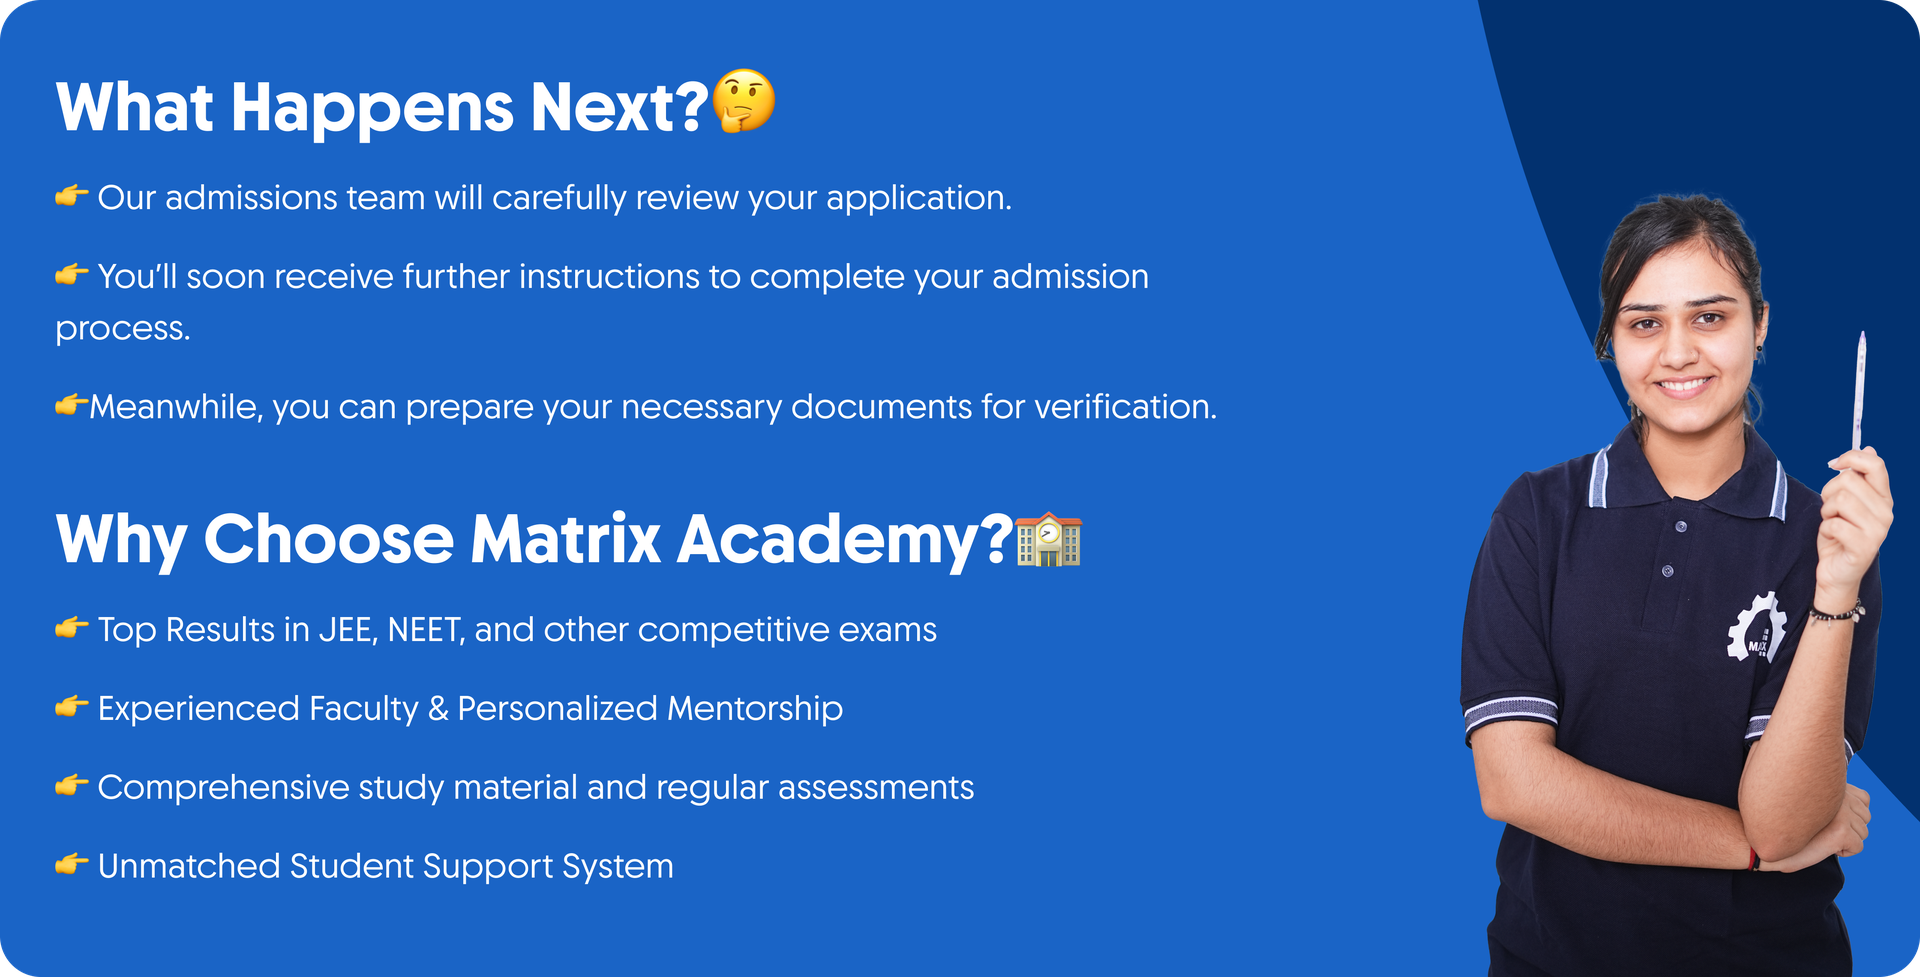 What Happens Next?🤔
👉 Our admissions team will carefully review your application.
👉 You’ll soon receive further instructions to complete your admission
process.
👉Meanwhile, you can prepare your necessary documents for verification.
Why Choose Matrix Academy?🏫
👉 Top Results in JEE, NEET, and other competitive exams
👉 Experienced Faculty & Personalized Mentorship
👉 Comprehensive study material and regular assessments
👉 Unmatched Student Support System